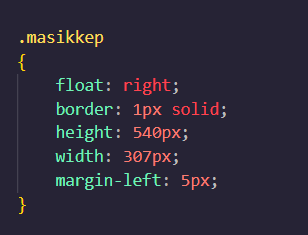 .masikkep
{
float: right;
border: 1px solid;
height: 540px;
width: 307px;
margin-left: 5px;
}